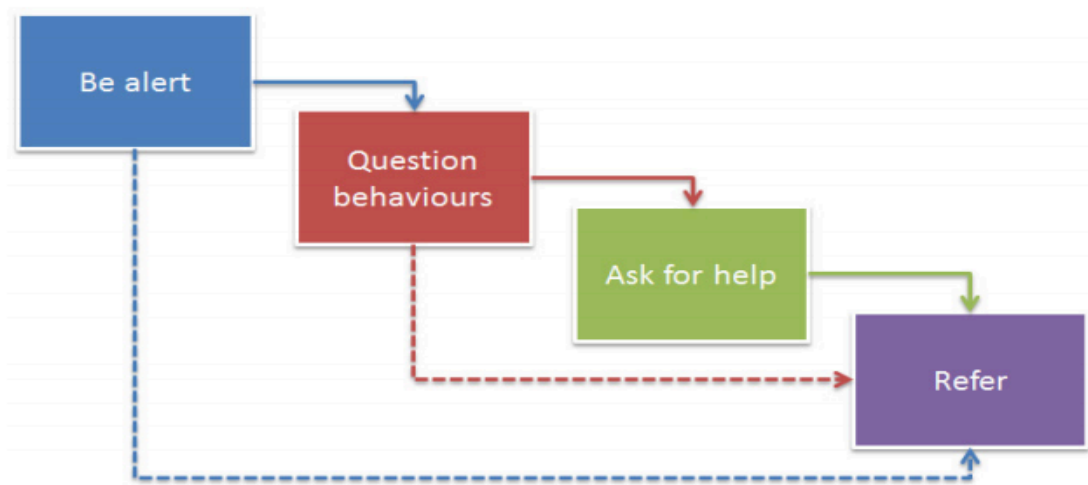 Be alert
Question
behaviours
Ask for help
Refer